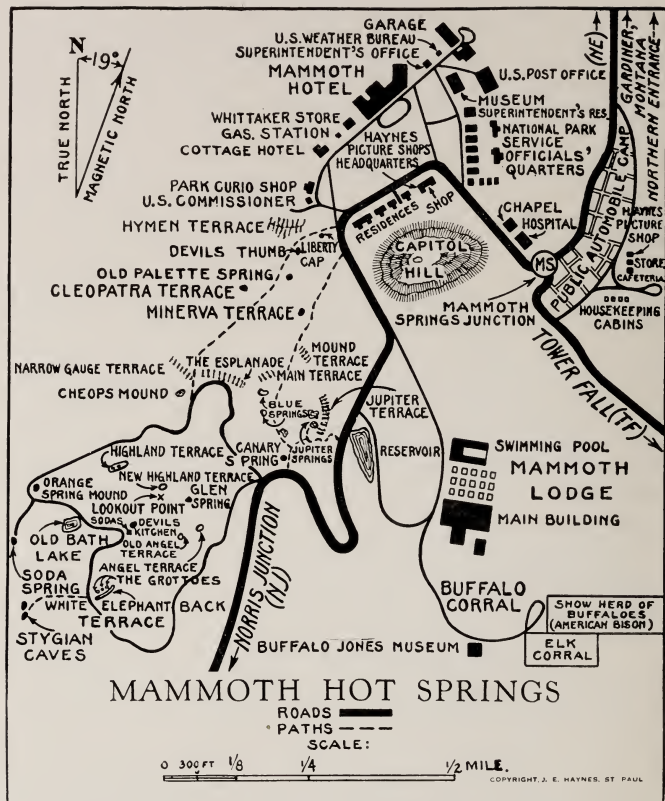 N
19°
TRUE NORTH
MAGNETIC NORTH
GARAGE
U.S. WEATHER BUREAU
SUPERINTENDENT'S OFFICE
MAMMOTH
HOTEL
U.S. POST OFFICE
MUSEUM
SUPERINTENDENT'S RES.
NATIONAL PARK
SERVICE
OFFICIALS'
QUARTERS
(NE)
GARDINER,
MONTANA
NORTHERN ENTRANCE
WHITTAKER STORE
GAS. STATION
COTTAGE HOTEL
HAYNES
PICTURE SHOPS
HEADQUARTERS
PARK CURIO SHOP
U.S. COMMISSIONER
RESIDENCES
SHOP
CHAPEL
HOSPITAL
PUBLIC AUTOMOBILE CAMP
HAYNES
PICTURE
SHOP
STORE
CAFETERIA
HOUSEKEEPING
CABINS
HYMEN TERRACE
LIBERTY
CAP
DEVILS THUMB
CAPITOL
HILL
MS
MAMMOTH
SPRINGS JUNCTION
TOWER FALL (TF)
OLD PALETTE SPRING
CLEOPATRA TERRACE
MINERVA TERRACE
NARROW GAUGE TERRACE
THE ESPLANADE
MOUND
TERRACE
MAIN TERRACE
CHEOPS MOUND
BLUE
SPRINGS
JUPITER
TERRACE
HIGHLAND TERRACE
CANARY
SPRING
JUPITER
SPRINGS
RESERVOIR
SWIMMING POOL
MAMMOTH
LODGE
MAIN BUILDING
NEW HIGHLAND TERRACE
ORANGE
SPRING MOUND
LOOKOUT POINT
GLEN
SPRING
SODAS
DEVILS
KITCHEN
OLD BATH
LAKE
OLD ANGEL
TERRACE
ANGEL TERRACE
THE GROTTOES
SODA
SPRING
WHITE ELEPHANT BACK
TERRACE
STYGIAN
CAVES
NORRIS JUNCTION
(NJ)
BUFFALO
CORRAL
SHOW HERD OF
BUFFALOES
(AMERICAN BISON)
ELK
CORRAL
BUFFALO JONES MUSEUM
MAMMOTH HOT SPRINGS
ROADS
PATHS
SCALE:
0 300 FT 1/8 1/4 1/2 MILE.
COPYRIGHT, J. E. HAYNES, ST PAUL